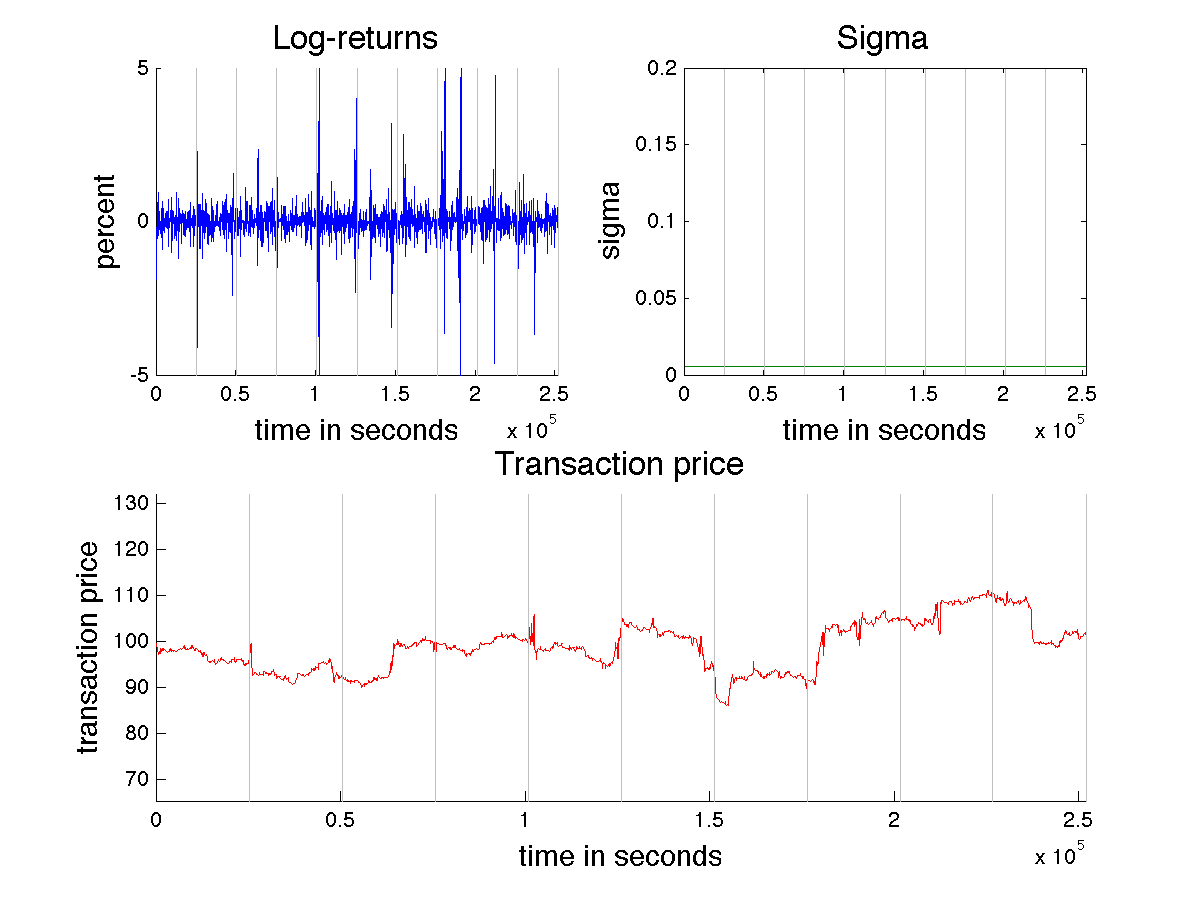 Log-returns
5
0
-5
percent
0 0.5 1 1.5 2 2.5
x 10^5
time in seconds
Sigma
0.2
0.15
0.1
0.05
0
sigma
0 0.5 1 1.5 2 2.5
x 10^5
time in seconds
Transaction price
130
120
110
100
90
80
70
transaction price
0 0.5 1 1.5 2 2.5
x 10^5
time in seconds